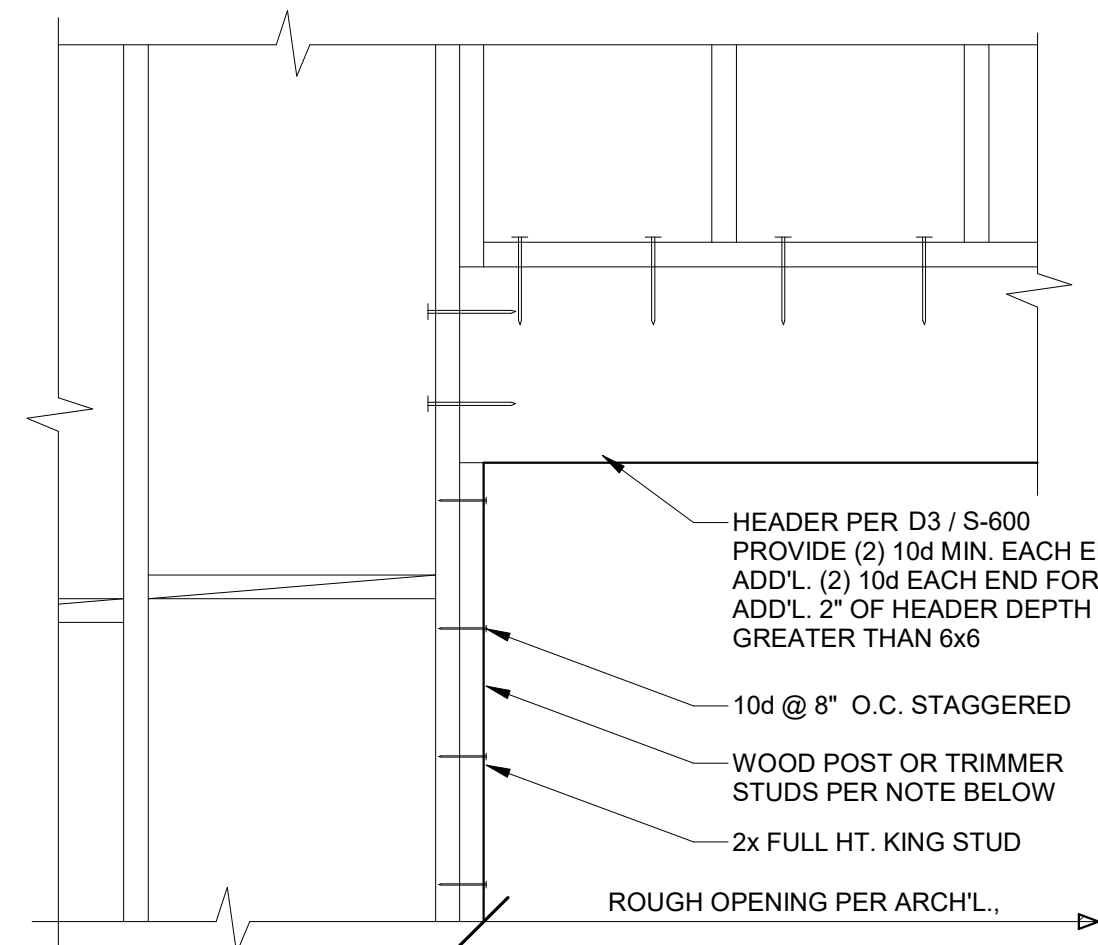 HEADER PER D3 / S-600
PROVIDE (2) 10d MIN. EACH
ADD'L. (2) 10d EACH END FOR
ADD'L. 2" OF HEADER DEPTH
GREATER THAN 6x6
10d @ 8" O.C. STAGGERED
WOOD POST OR TRIMMER
STUDS PER NOTE BELOW
2x FULL HT. KING STUD
ROUGH OPENING PER ARCH'L.,